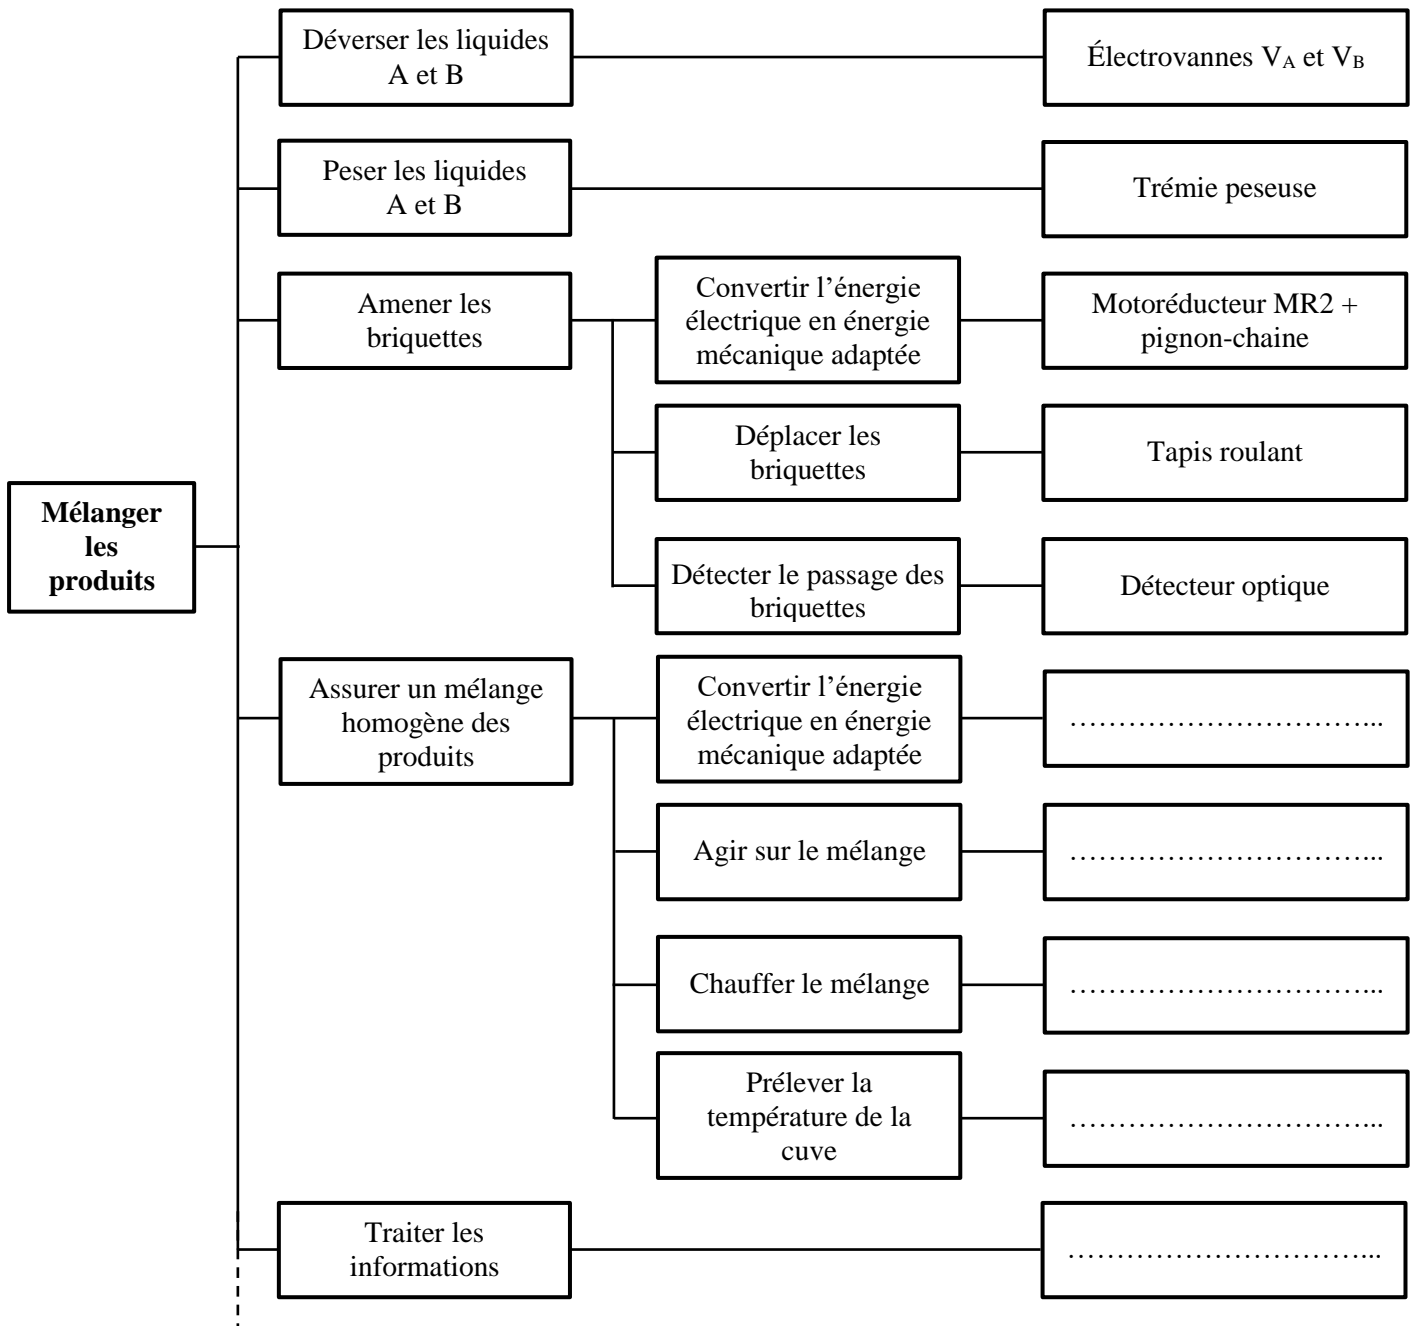 Déverser les liquides
A et B
Électrovannes VA et VB
Peser les liquides
A et B
Trémie peseuse
Amener les
briquettes
Convertir l’énergie
électrique en énergie
mécanique adaptée
Motoréducteur MR2 +
pignon-chaine
Déplacer les
briquettes
Tapis roulant
Mélanger
les
produits
Détecter le passage des
briquettes
Détecteur optique
Assurer un mélange
homogène des
produits
Convertir l’énergie
électrique en énergie
mécanique adaptée
…………………………...
Agir sur le mélange
…………………………...
Chauffer le mélange
…………………………...
Prélever la
température de la
cuve
…………………………...
Traiter les
informations
…………………………...